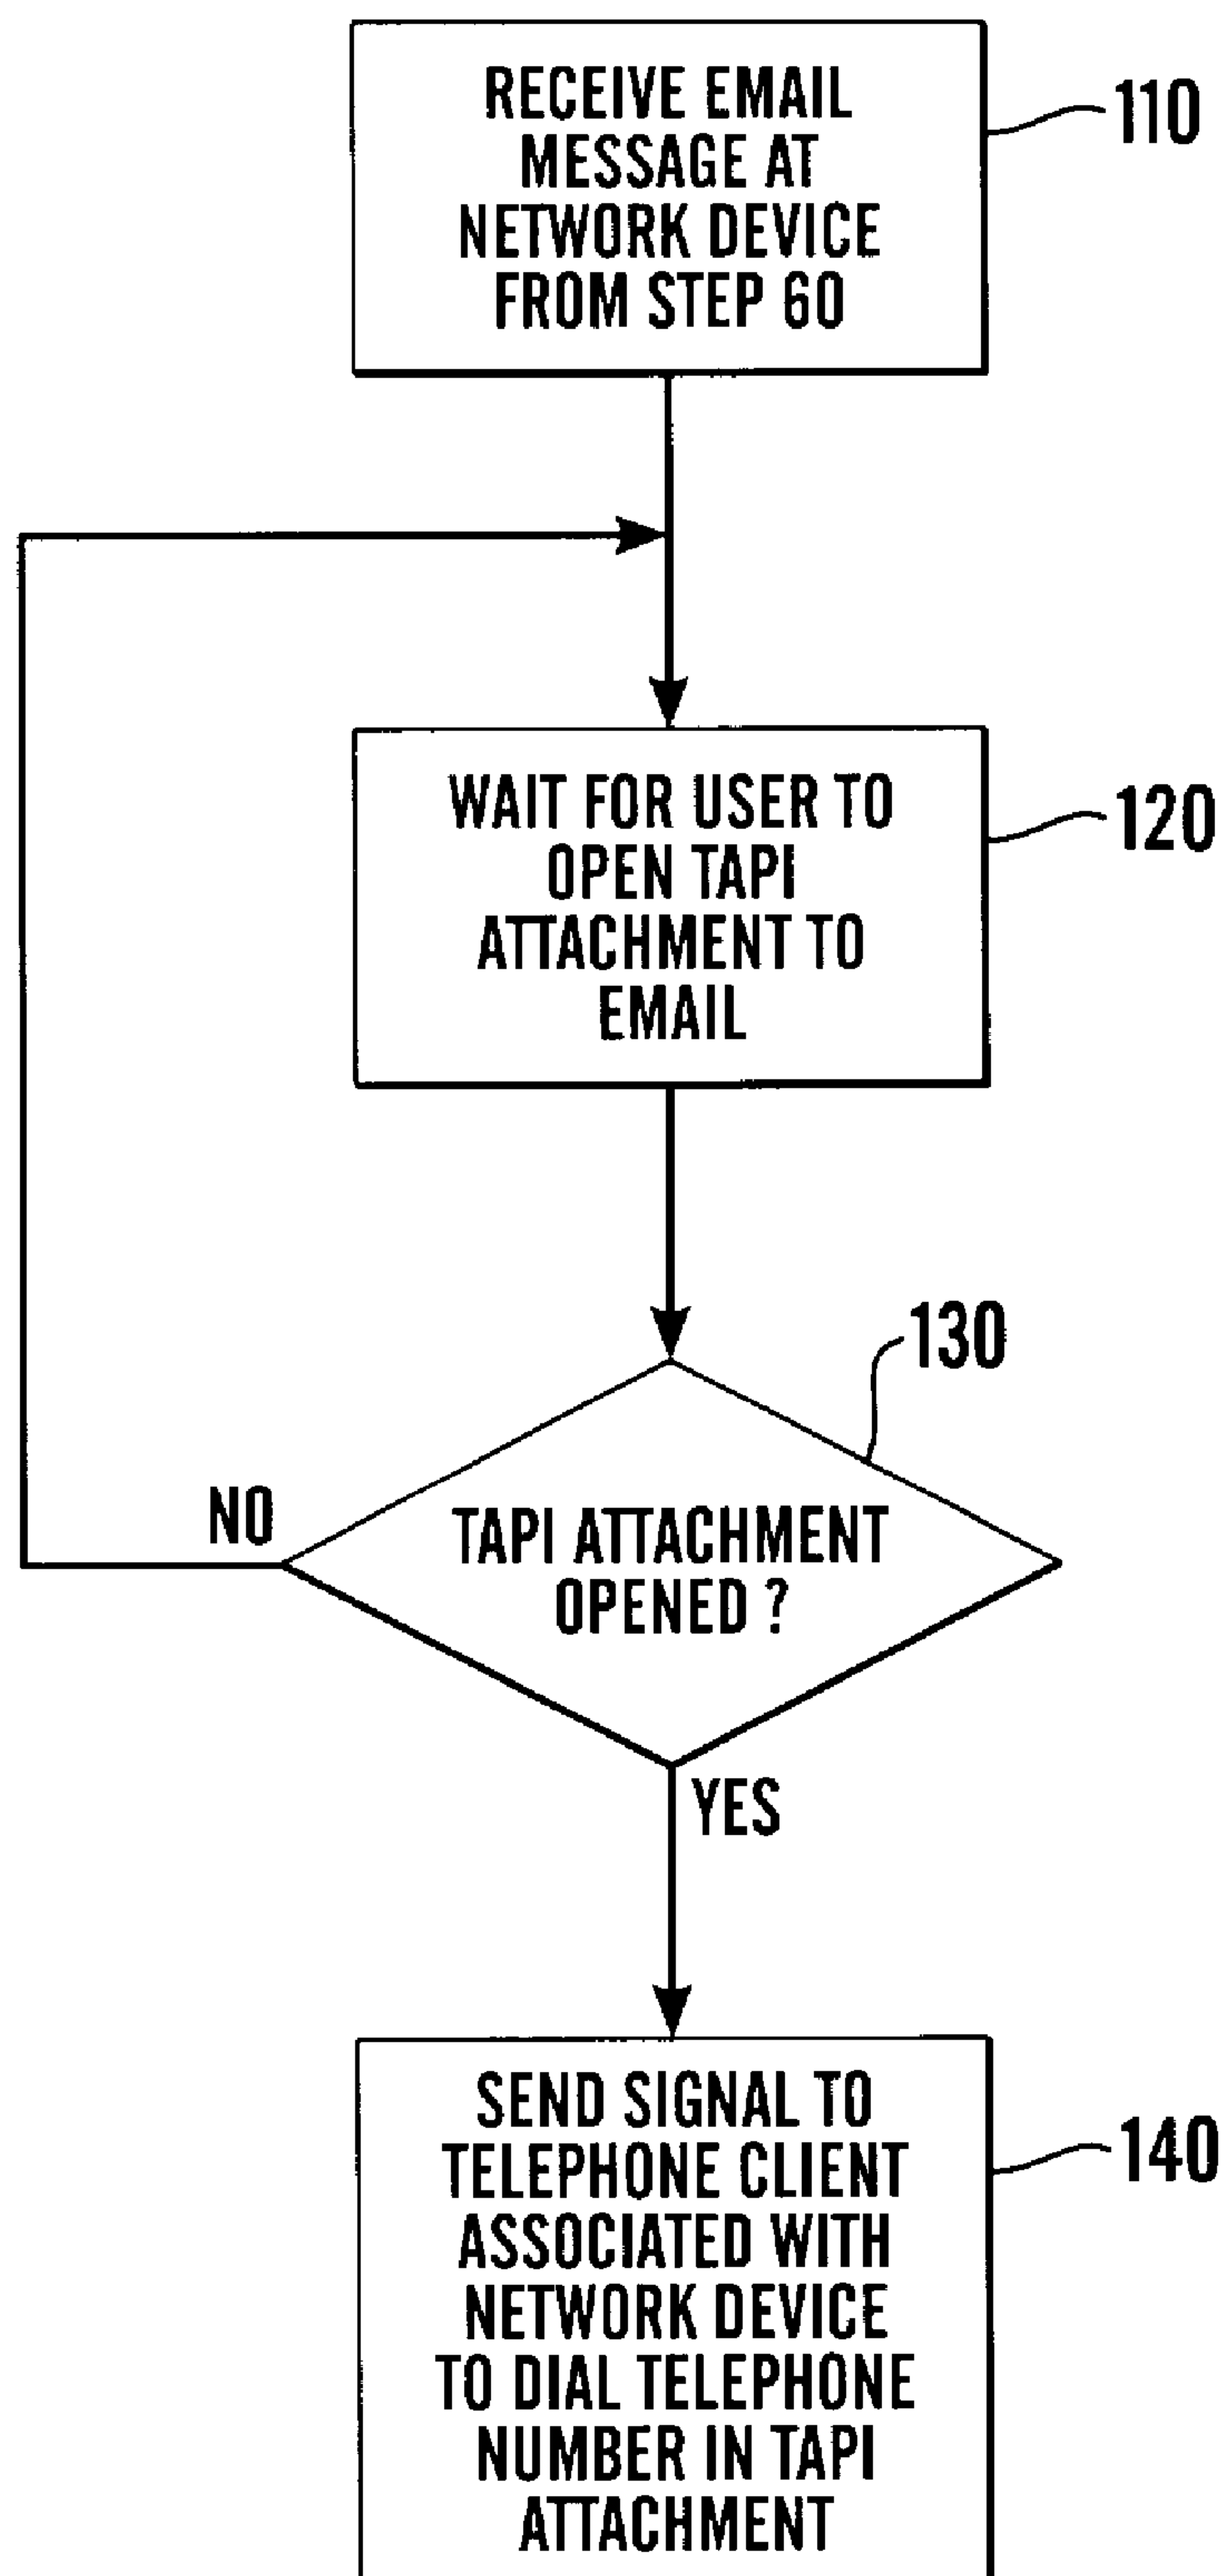 RECEIVE EMAIL
MESSAGE AT
NETWORK DEVICE
FROM STEP 60
110
WAIT FOR USER TO
OPEN TAPI
ATTACHMENT TO
EMAIL
120
130
TAPI ATTACHMENT
OPENED ?
NO
YES
SEND SIGNAL TO
TELEPHONE CLIENT
ASSOCIATED WITH
NETWORK DEVICE
TO DIAL TELEPHONE
NUMBER IN TAPI
ATTACHMENT
140